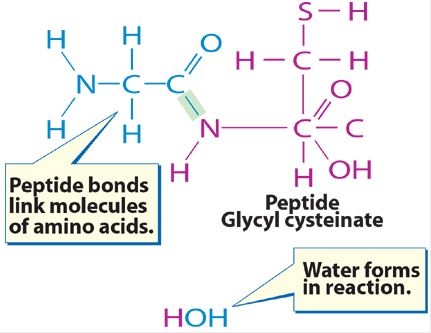 S H
H H O H C H
N C C O
H H N C C
H H OH
Peptide bonds
link molecules
of amino acids.
Peptide
Glycyl cysteinate
Water forms
in reaction.
HOH